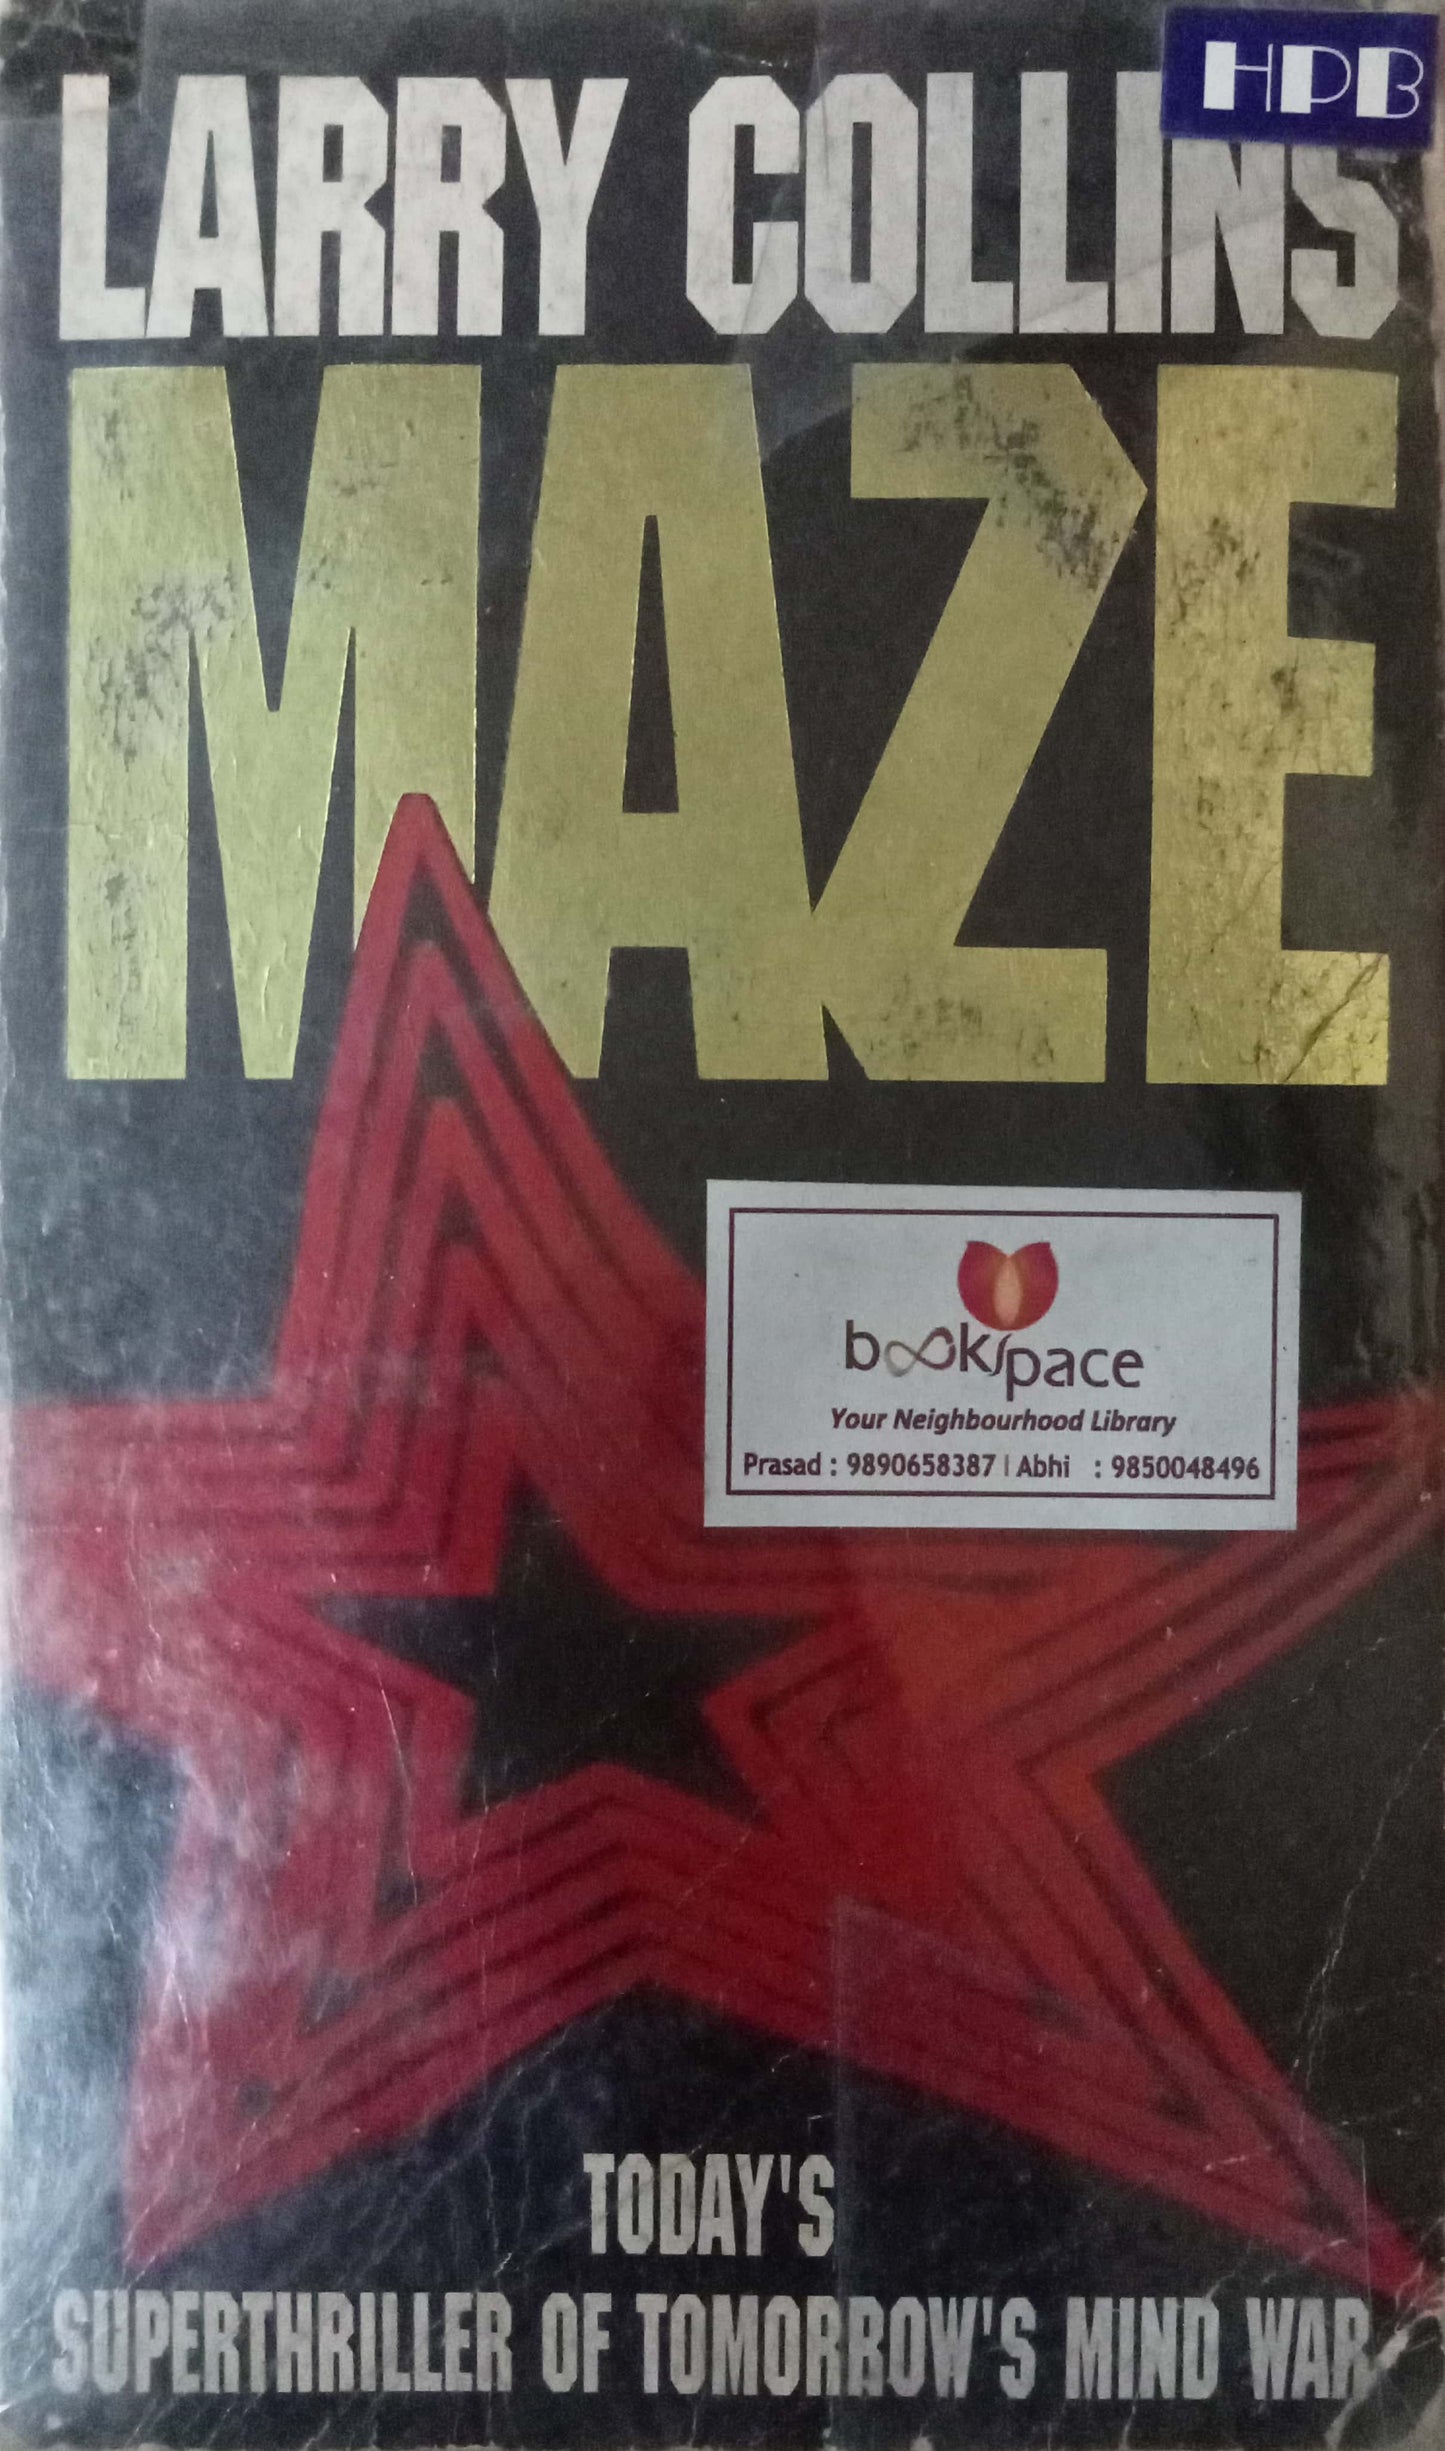 HPB
LARRY COLLINS
MAZE
bookspace
Your Neighbourhood Library
Prasad : 9890658387 | Abhi : 9850048496
TODAY'S
SUPERTHRILLER OF TOMORROW'S MIND WAR